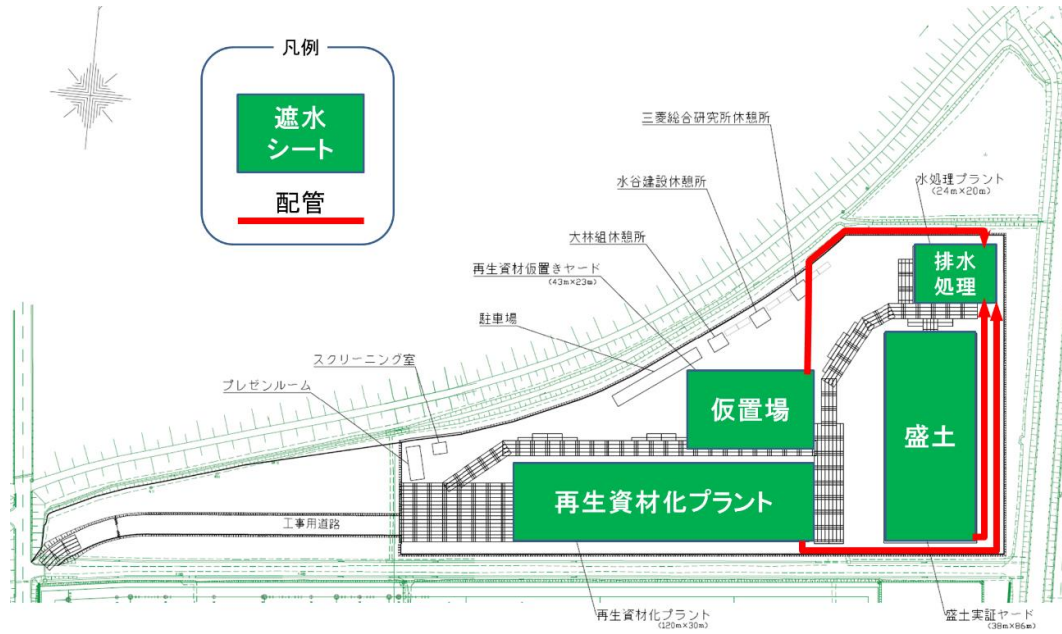 凡例
遮水
シート
配管
三菱総合研究所休憩所
水谷建設休憩所
大林組休憩所
再生資材仮置きヤード
(43m×23m)
駐車場
スクリーニング室
プレゼンルーム
水処理プラント
(24m×20m)
排水
処理
仮置場
盛土
再生資材化プラント
工事用道路
再生資材化プラント
(120m×30m)
盛土実証ヤード
(38m×86m)